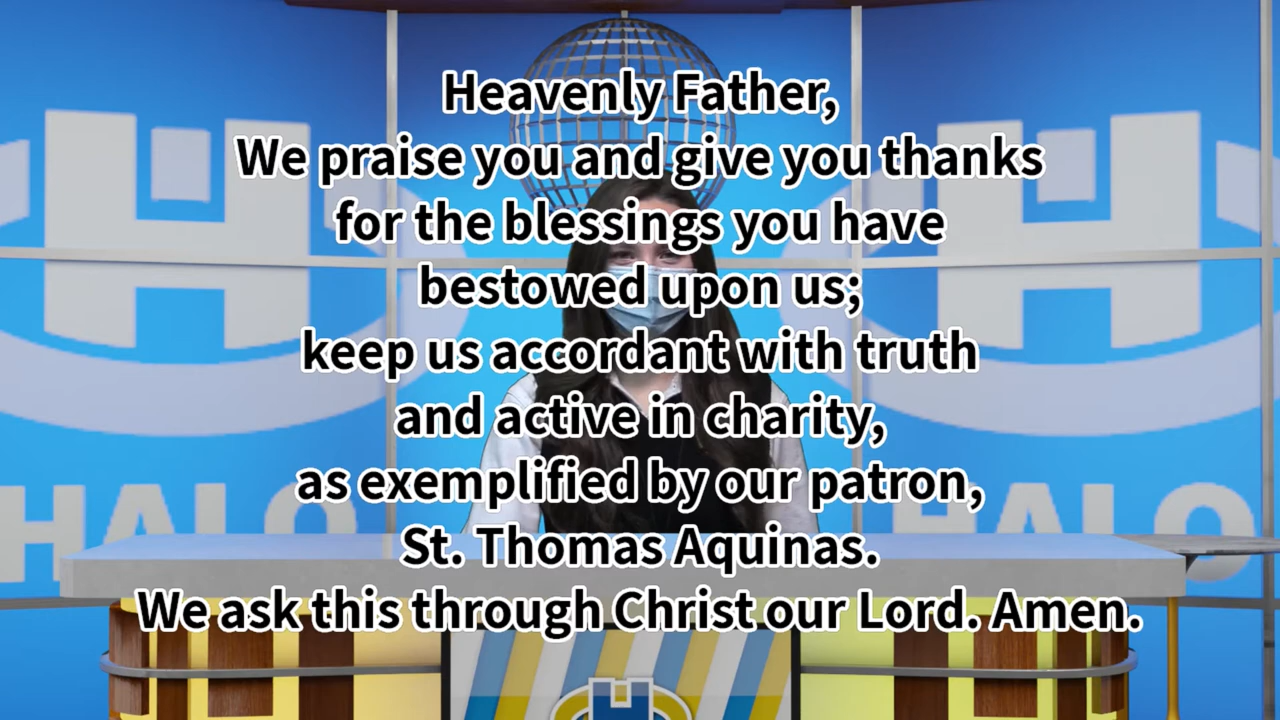 Heavenly Father,
We praise you and give you thanks
for the blessings you have
bestowed upon us;
keep us accordant with truth
and active in charity,
as exemplified by our patron,
St. Thomas Aquinas.
We ask this through Christ our Lord. Amen.
H
H
HALO
HALO